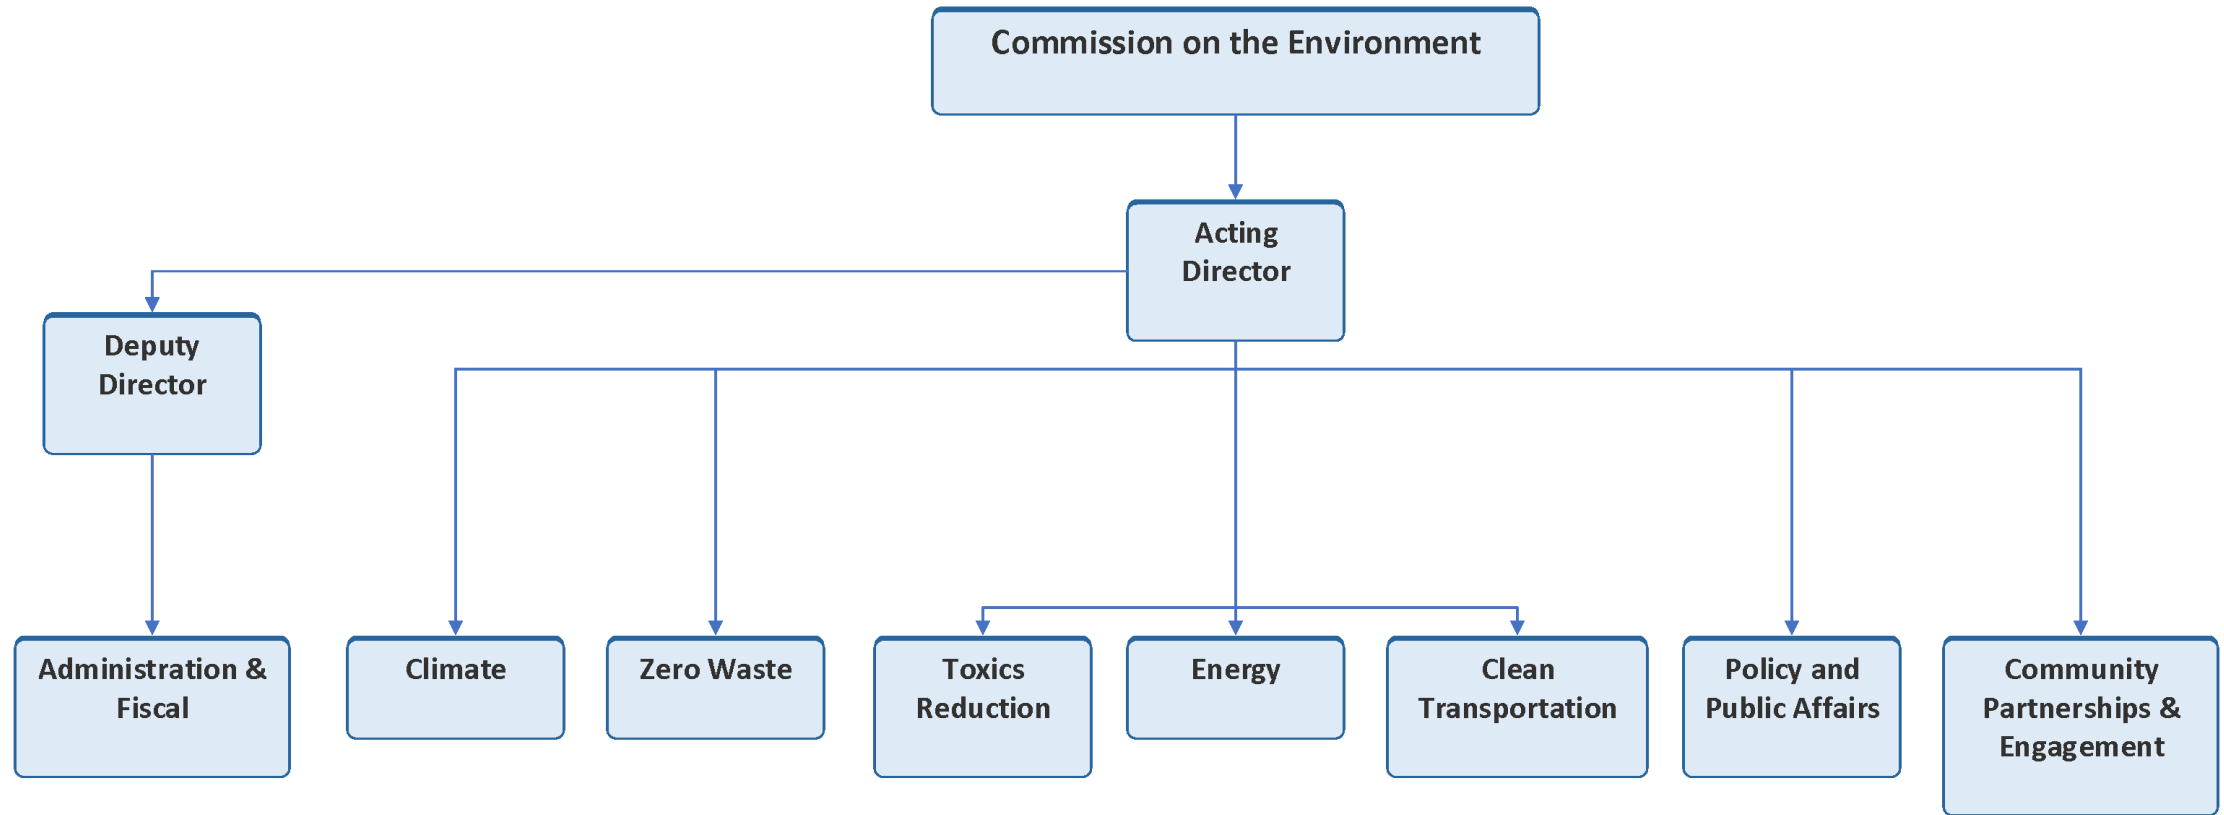 Commission on the Environment
Acting
Director
Deputy
Director
Administration &
Fiscal
Climate
Zero Waste
Toxics
Reduction
Energy
Clean
Transportation
Policy and
Public Affairs
Community
Partnerships &
Engagement